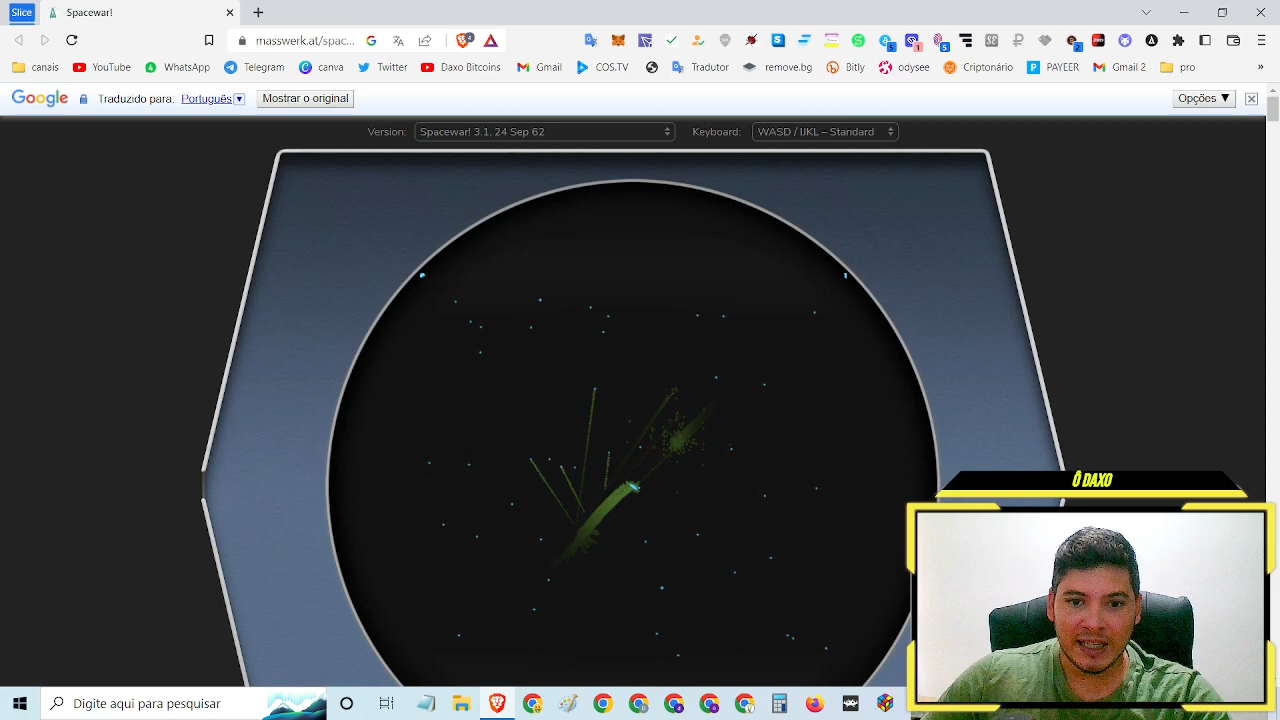 Slice
Spacewar!
masswerk.at/spac...
canais
YouTube
WhatsApp
Telegram
canva
Twitter
Daxo Bitcoins
Gmail
COS.TV
Tradutor
remove.bg
Bitly
odysee
Criptonário
PAYEER
Gmail 2
pro
»
Google
Traduzido para: Português
Mostrar o original
Opções ▼
Version: Spacewar! 3.1, 24 Sep 62
Keyboard: WASD / IJKL – Standard
Ô DAXO
Digite aqui para pesquisar